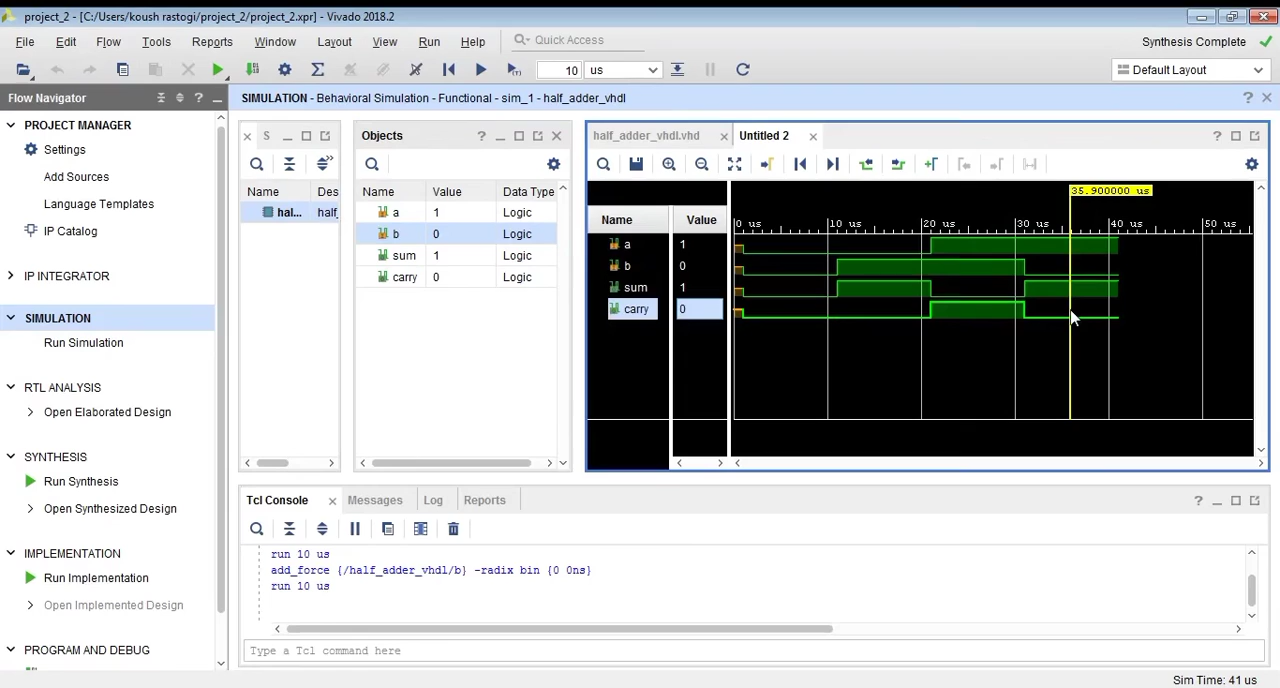 project_2 - [C:/Users/koush rastogi/project_2/project_2.xpr] - Vivado 2018.2
File Edit Flow Tools Reports Window Layout View Run Help Quick Access Synthesis Complete
10 us Default Layout
Flow Navigator
SIMULATION - Behavioral Simulation - Functional - sim_1 - half_adder_vhdl
PROJECT MANAGER
Settings
Add Sources
Language Templates
IP Catalog
IP INTEGRATOR
SIMULATION
Run Simulation
RTL ANALYSIS
Open Elaborated Design
SYNTHESIS
Run Synthesis
Open Synthesized Design
IMPLEMENTATION
Run Implementation
Open Implemented Design
PROGRAM AND DEBUG
S
Name Des
hal... half_
Objects
Name Value Data Type
a 1 Logic
b 0 Logic
sum 1 Logic
carry 0 Logic
half_adder_vhdl.vhd Untitled 2
35.900000 us
Name Value 0 us 10 us 20 us 30 us 40 us 50 us
a 1
b 0
sum 1
carry 0
Tcl Console Messages Log Reports
run 10 us
add_force {/half_adder_vhdl/b} -radix bin {0 0ns}
run 10 us
Type a Tcl command here
Sim Time: 41 us